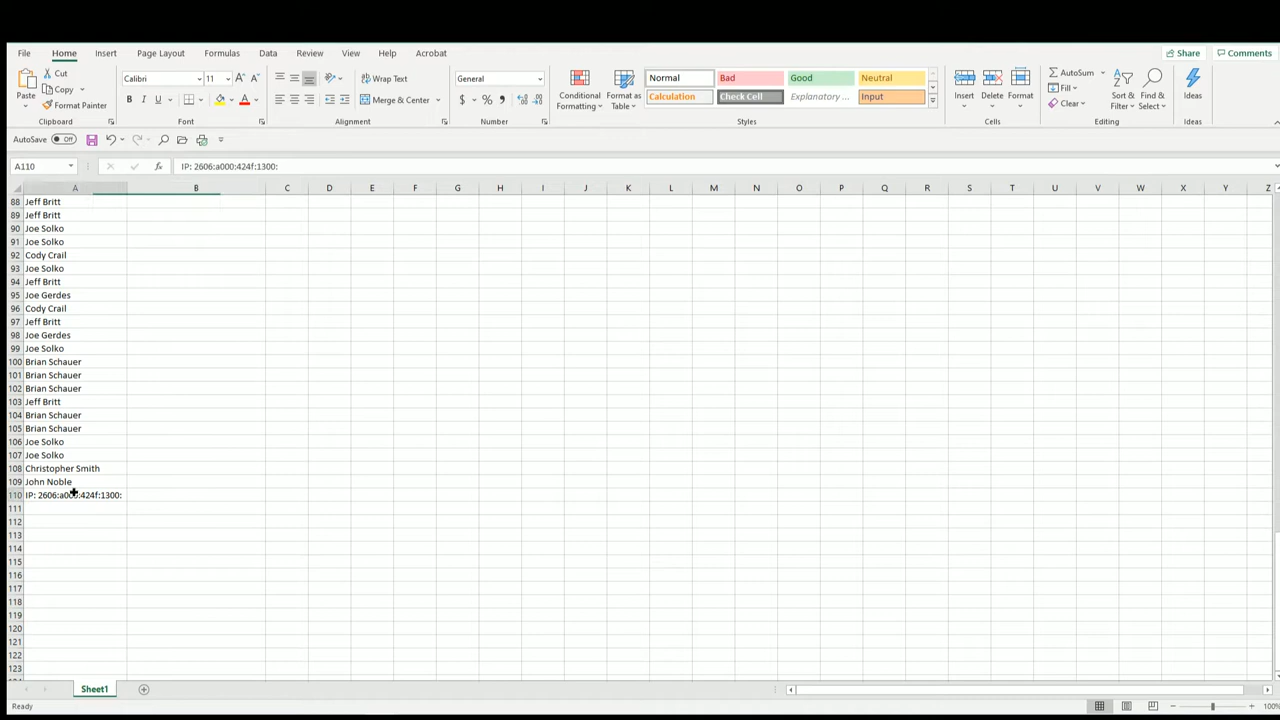 File Home Insert Page Layout Formulas Data Review View Help Acrobat Share Comments
Paste Cut Copy Format Painter Clipboard
Calibri 11 A A B I U A Font
Wrap Text Merge & Center Alignment
General $ % Number
Conditional Formatting Format as Table
Normal Bad Good Neutral
Calculation Check Cell Explanatory ... Input
Styles
Insert Delete Format Cells
AutoSum Fill Clear Sort & Filter Find & Select Editing
Ideas Ideas
AutoSave Off
A110 fx IP: 2606:a000:424f:1300:
A B C D E F G H I J K L M N O P Q R S T U V W X Y Z
88 Jeff Britt
89 Jeff Britt
90 Joe Solko
91 Joe Solko
92 Cody Crail
93 Joe Solko
94 Jeff Britt
95 Joe Gerdes
96 Cody Crail
97 Jeff Britt
98 Joe Gerdes
99 Joe Solko
100 Brian Schauer
101 Brian Schauer
102 Brian Schauer
103 Jeff Britt
104 Brian Schauer
105 Brian Schauer
106 Joe Solko
107 Joe Solko
108 Christopher Smith
109 John Noble
110 IP: 2606:a000:424f:1300:
111
112
113
114
115
116
117
118
119
120
121
122
123
Sheet1
Ready 100%